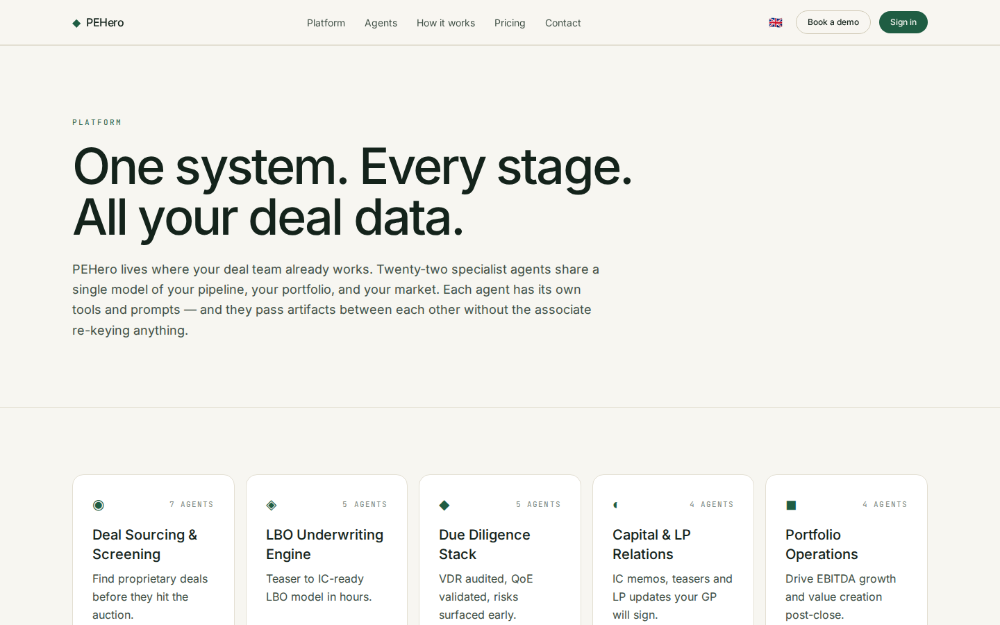 PEHero
Platform
Agents
How it works
Pricing
Contact
Book a demo
Sign in
PLATFORM
One system. Every stage.
All your deal data.
PEHero lives where your deal team already works. Twenty-two specialist agents share a
single model of your pipeline, your portfolio, and your market. Each agent has its own
tools and prompts — and they pass artifacts between each other without the associate
re-keying anything.
7 AGENTS
Deal Sourcing &
Screening
Find proprietary deals
before they hit the
auction.
5 AGENTS
LBO Underwriting
Engine
Teaser to IC-ready
LBO model in hours.
5 AGENTS
Due Diligence
Stack
VDR audited, QoE
validated, risks
surfaced early.
4 AGENTS
Capital & LP
Relations
IC memos, teasers and
LP updates your GP
will sign.
4 AGENTS
Portfolio
Operations
Drive EBITDA growth
and value creation
post-close.